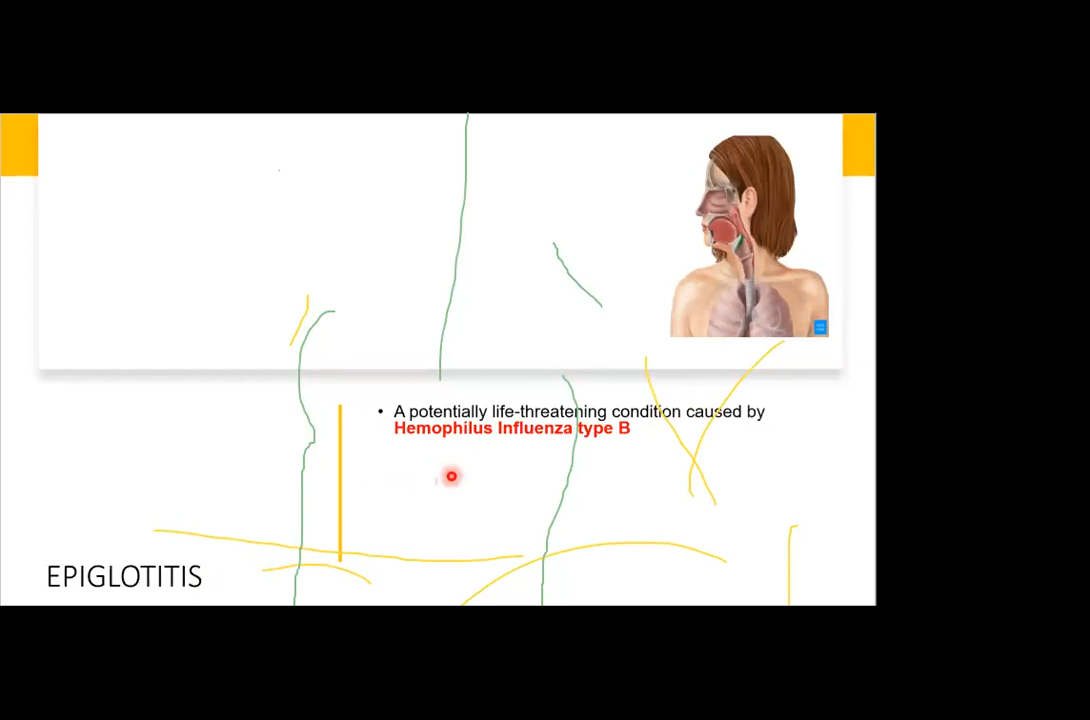 • A potentially life-threatening condition caused by
Hemophilus Influenza type B
EPIGLOTITIS